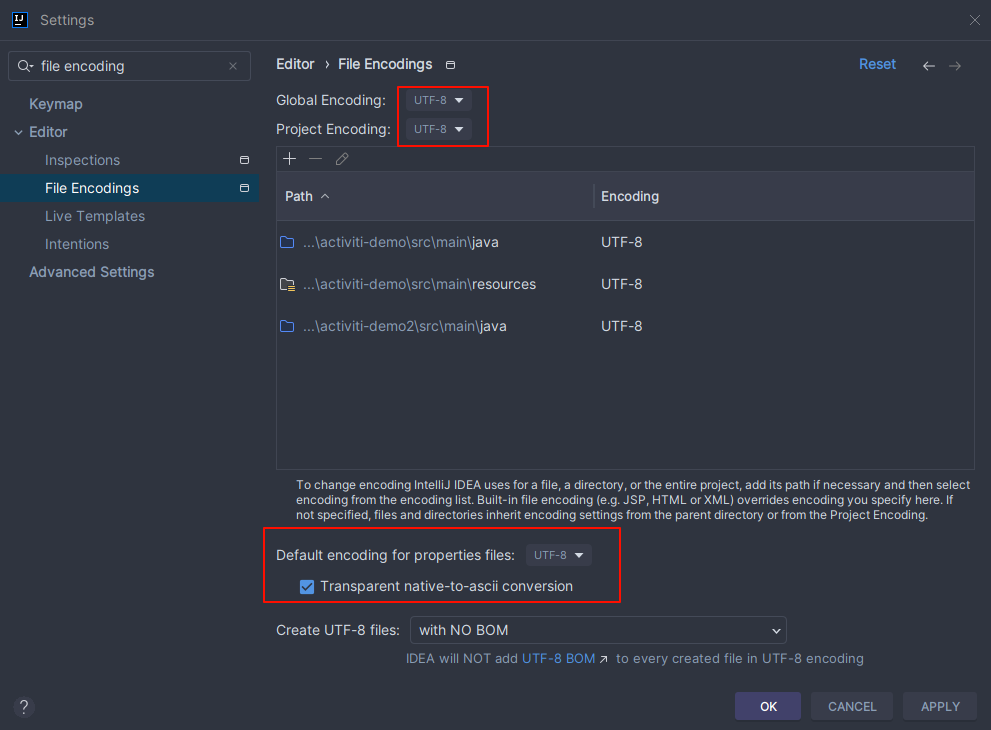 Settings
file encoding
Keymap
Editor
Inspections
File Encodings
Live Templates
Intentions
Advanced Settings
Editor › File Encodings
Reset
Global Encoding: UTF-8
Project Encoding: UTF-8
Path Encoding
...\activiti-demo\src\main\java UTF-8
...\activiti-demo\src\main\resources UTF-8
...\activiti-demo2\src\main\java UTF-8
To change encoding IntelliJ IDEA uses for a file, a directory, or the entire project, add its path if necessary and then select
encoding from the encoding list. Built-in file encoding (e.g. JSP, HTML or XML) overrides encoding you specify here. If
not specified, files and directories inherit encoding settings from the parent directory or from the Project Encoding.
Default encoding for properties files: UTF-8
Transparent native-to-ascii conversion
Create UTF-8 files: with NO BOM
IDEA will NOT add UTF-8 BOM ↗ to every created file in UTF-8 encoding
?
OK CANCEL APPLY